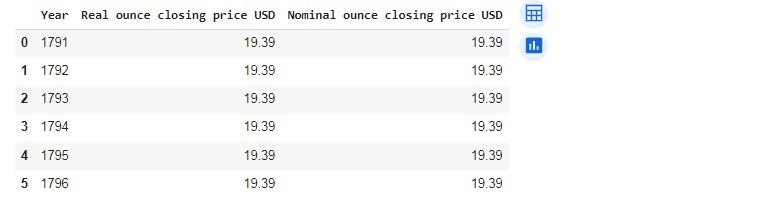 Year Real ounce closing price USD Nominal ounce closing price USD
0 1791 19.39 19.39
1 1792 19.39 19.39
2 1793 19.39 19.39
3 1794 19.39 19.39
4 1795 19.39 19.39
5 1796 19.39 19.39